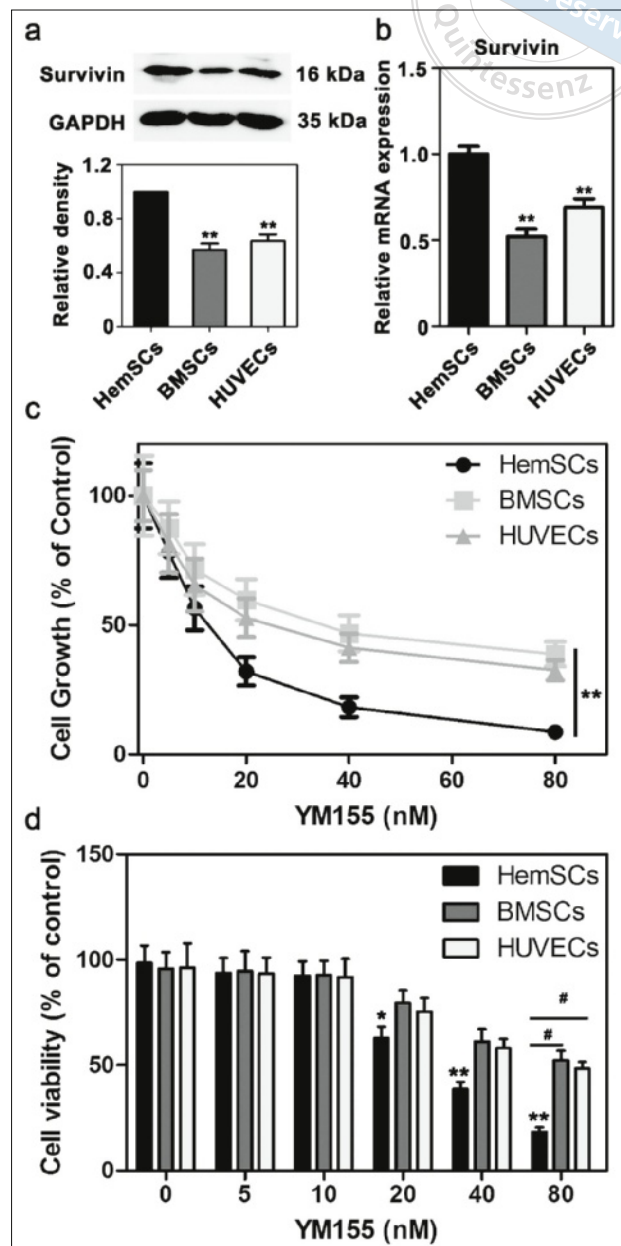 reserv
Quintessenz
a
Survivin
16 kDa
GAPDH
35 kDa
Relative density
1.2
0.8
0.4
0
**
**
HemSCs
BMSCs
HUVECs
b
Survivin
Relative mRNA expression
1.5
1.0
0.5
0
**
**
HemSCs
BMSCs
HUVECs
c
Cell Growth (% of Control)
100
50
0
HemSCs
BMSCs
HUVECs
**
0 20 40 60 80
YM155 (nM)
d
Cell viability (% of control)
150
100
50
0
HemSCs
BMSCs
HUVECs
*
**
**
#
#
0 5 10 20 40 80
YM155 (nM)